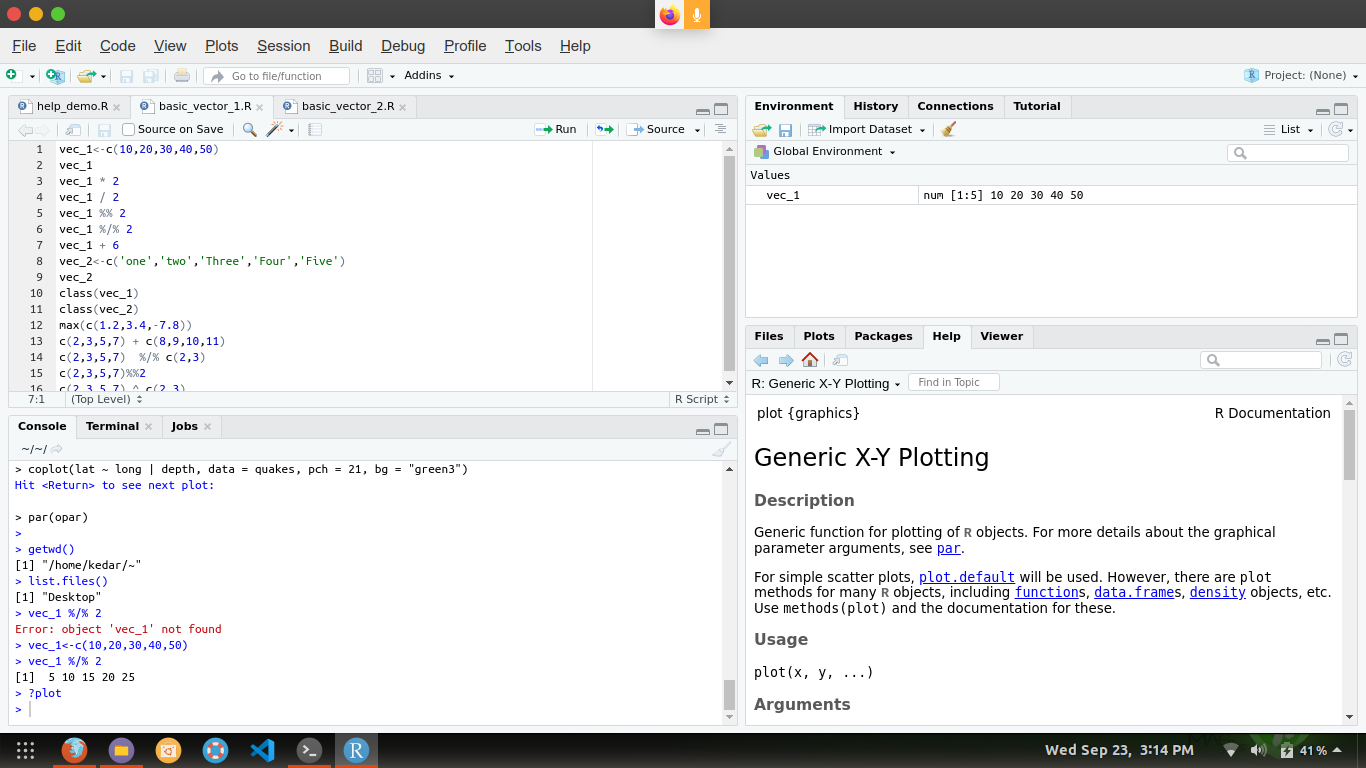 File Edit Code View Plots Session Build Debug Profile Tools Help
Go to file/function Addins Project: (None)
help_demo.R basic_vector_1.R basic_vector_2.R
Source on Save Run Source
1 vec_1<-c(10,20,30,40,50)
2 vec_1
3 vec_1 * 2
4 vec_1 / 2
5 vec_1 %% 2
6 vec_1 %/% 2
7 vec_1 + 6
8 vec_2<-c('one','two','Three','Four','Five')
9 vec_2
10 class(vec_1)
11 class(vec_2)
12 max(c(1.2,3.4,-7.8))
13 c(2,3,5,7) + c(8,9,10,11)
14 c(2,3,5,7)  %/% c(2,3)
15 c(2,3,5,7)%%2
16 c(2,3,5,7) ^ c(2,3)
7:1 (Top Level) R Script
Console Terminal Jobs
~/~/
> coplot(lat ~ long | depth, data = quakes, pch = 21, bg = "green3")
Hit <Return> to see next plot:
> par(opar)
>
> getwd()
[1] "/home/kedar/~"
> list.files()
[1] "Desktop"
> vec_1 %/% 2
Error: object 'vec_1' not found
> vec_1<-c(10,20,30,40,50)
> vec_1 %/% 2
[1]  5 10 15 20 25
> ?plot
>
Environment History Connections Tutorial
Import Dataset List
Global Environment
Values
vec_1 num [1:5] 10 20 30 40 50
Files Plots Packages Help Viewer
R: Generic X-Y Plotting Find in Topic
plot {graphics} R Documentation
Generic X-Y Plotting
Description
Generic function for plotting of R objects. For more details about the graphical
parameter arguments, see par.
For simple scatter plots, plot.default will be used. However, there are plot
methods for many R objects, including functions, data.frames, density objects, etc.
Use methods(plot) and the documentation for these.
Usage
plot(x, y, ...)
Arguments
Wed Sep 23, 3:14 PM 41%